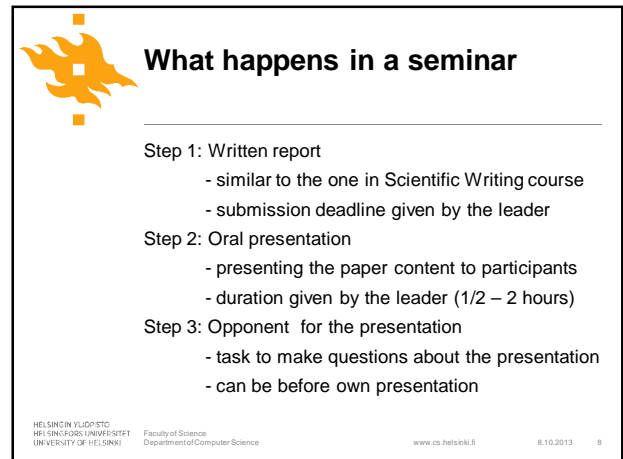 What happens in a seminar
Step 1: Written report
- similar to the one in Scientific Writing course
- submission deadline given by the leader
Step 2: Oral presentation
- presenting the paper content to participants
- duration given by the leader (1/2 – 2 hours)
Step 3: Opponent for the presentation
- task to make questions about the presentation
- can be before own presentation
HELSINGIN YLIOPISTO
HELSINGFORS UNIVERSITET
UNIVERSITY OF HELSINKI
Faculty of Science
Department of Computer Science
www.cs.helsinki.fi
8.10.2013
8